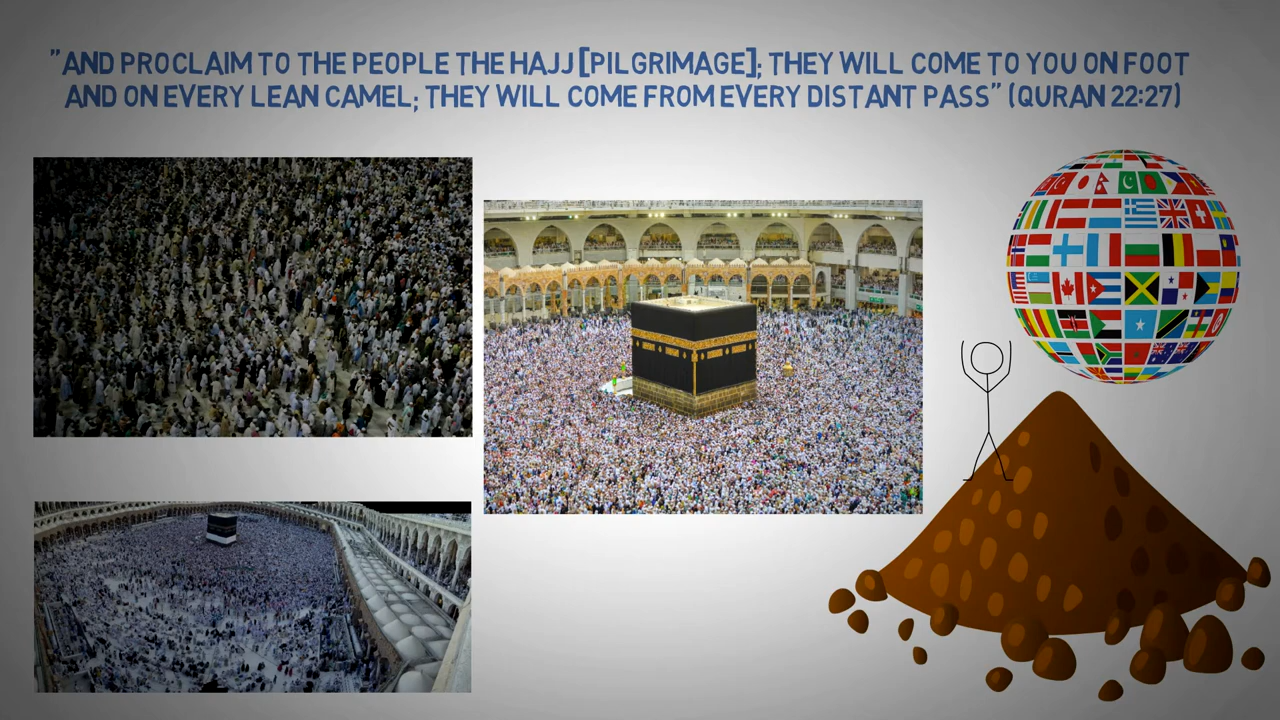 "AND PROCLAIM TO THE PEOPLE THE HAJJ [PILGRIMAGE]; THEY WILL COME TO YOU ON FOOT
AND ON EVERY LEAN CAMEL; THEY WILL COME FROM EVERY DISTANT PASS" (QURAN 22:27)